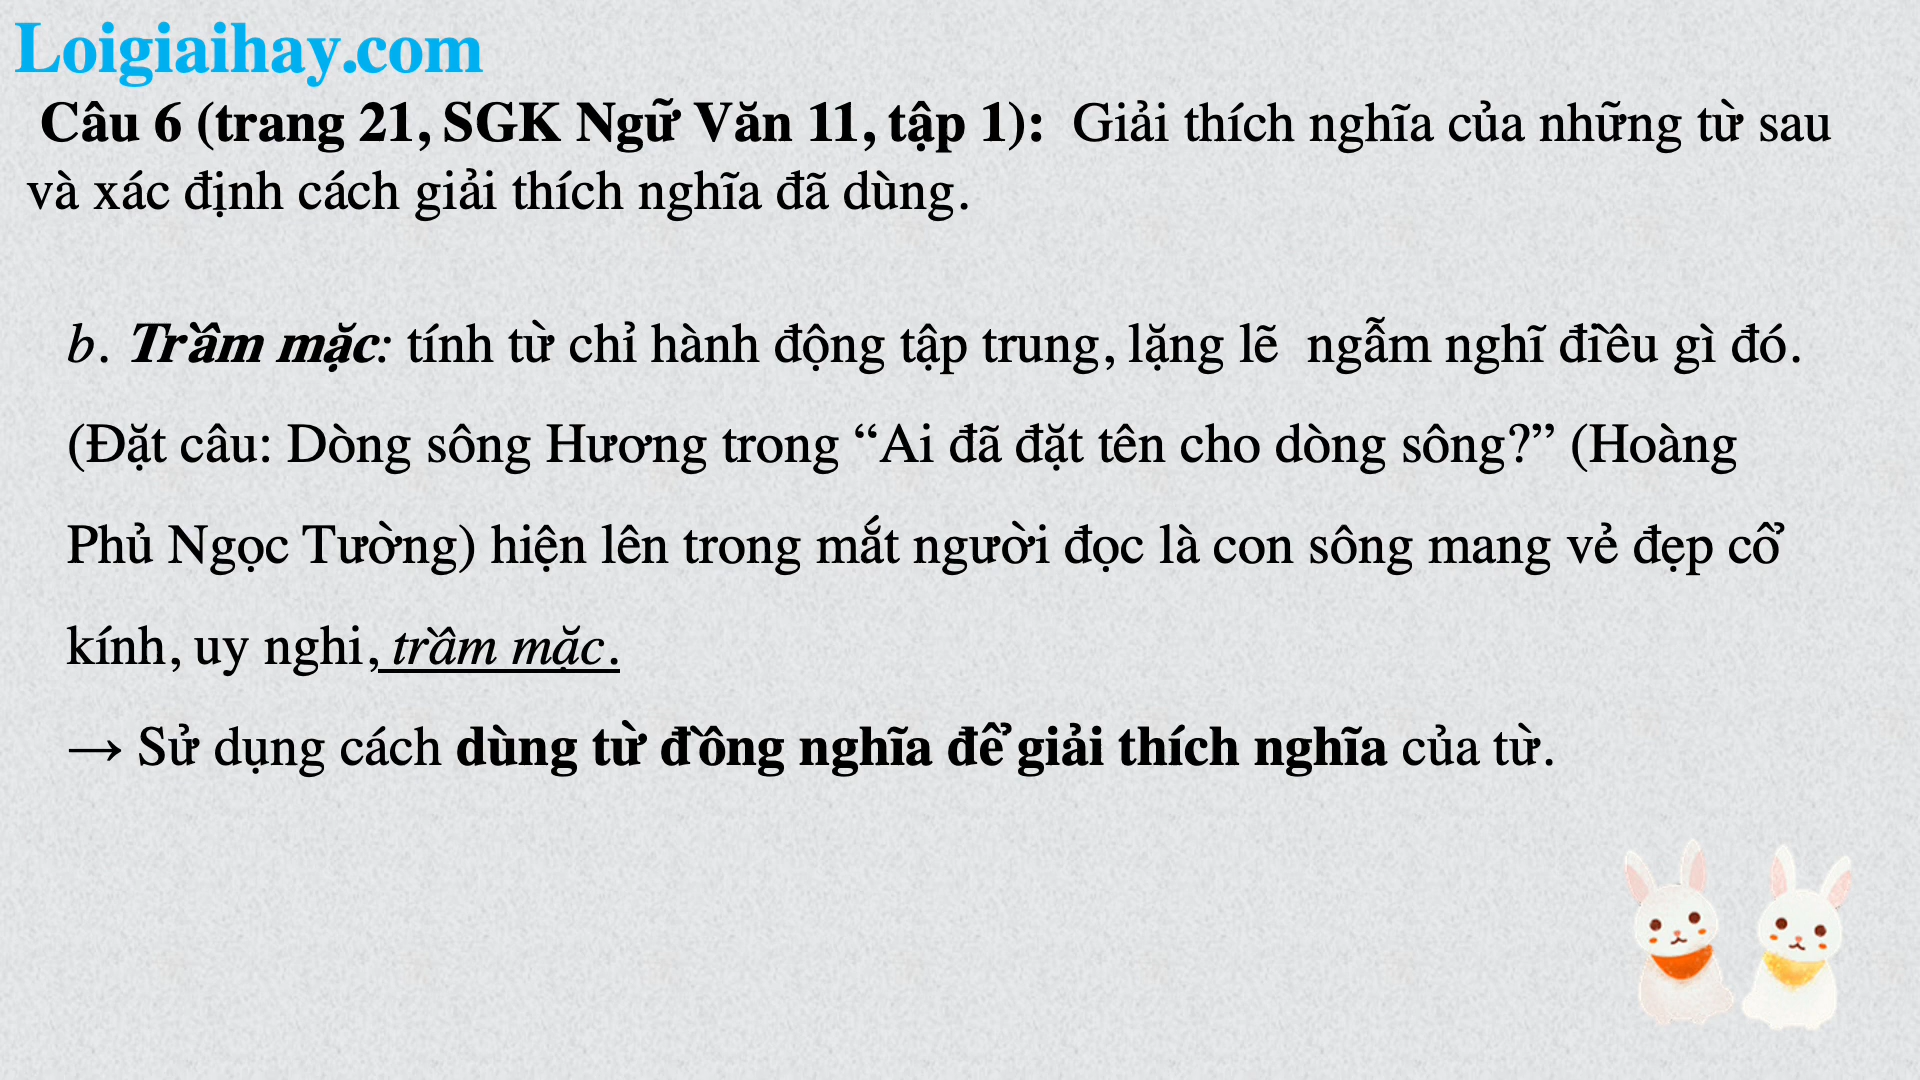 Loigiaihay.com
Câu 6 (trang 21, SGK Ngữ Văn 11, tập 1): Giải thích nghĩa của những từ sau
và xác định cách giải thích nghĩa đã dùng.
b. Trầm mặc: tính từ chỉ hành động tập trung, lặng lẽ ngẫm nghĩ điều gì đó.
(Đặt câu: Dòng sông Hương trong “Ai đã đặt tên cho dòng sông?” (Hoàng
Phủ Ngọc Tường) hiện lên trong mắt người đọc là con sông mang vẻ đẹp cổ
kính, uy nghi, trầm mặc.
→ Sử dụng cách dùng từ đồng nghĩa để giải thích nghĩa của từ.